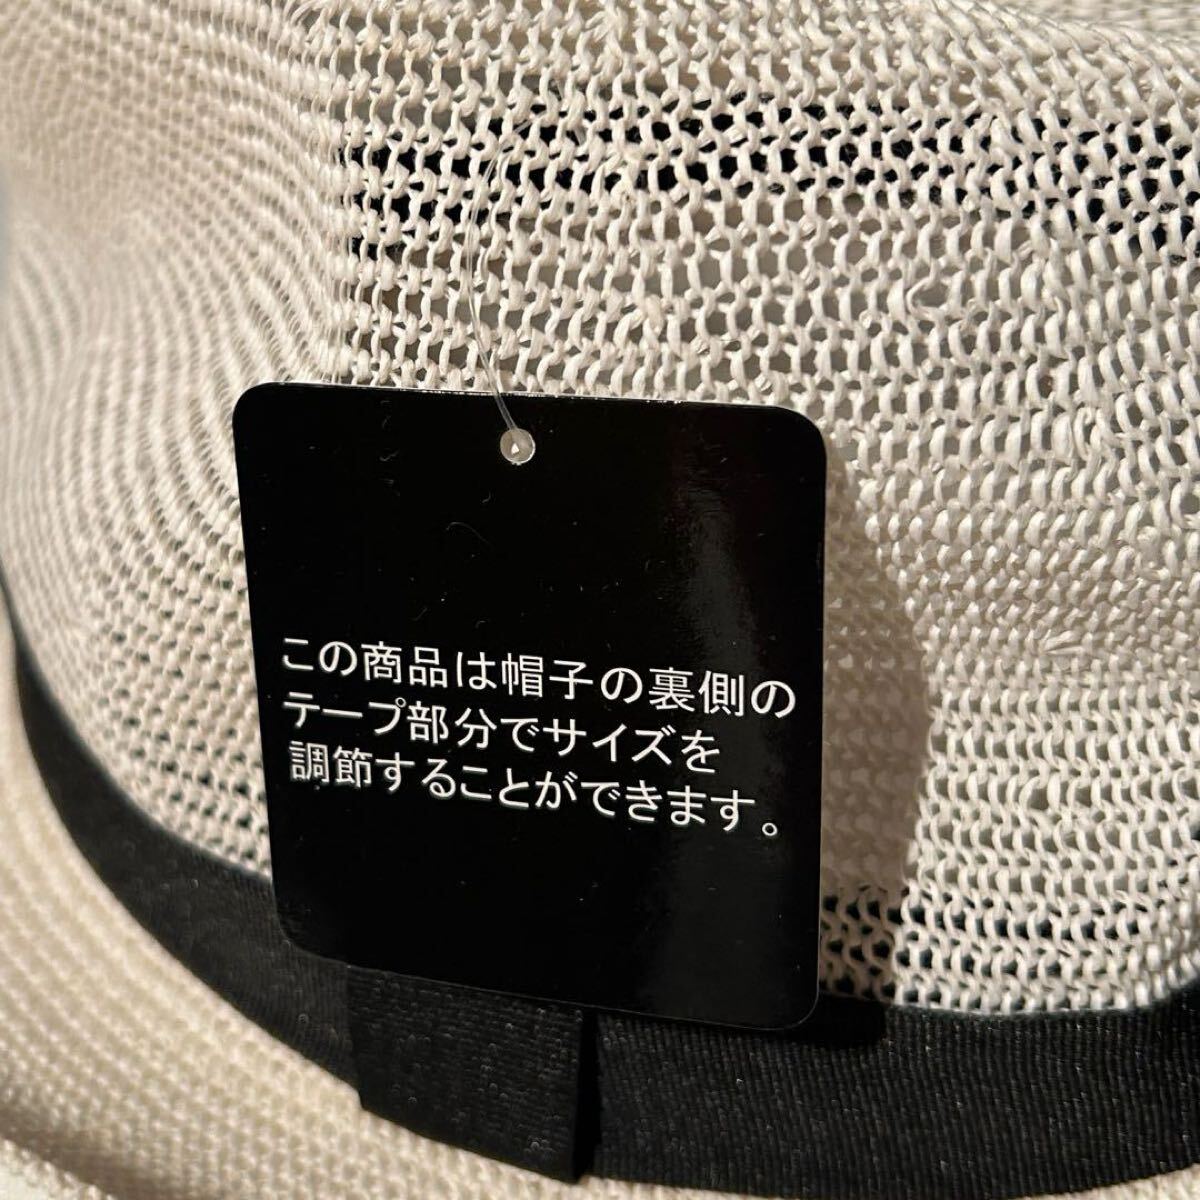 この商品は帽子の裏側の
テープ部分でサイズを
調節することができます。